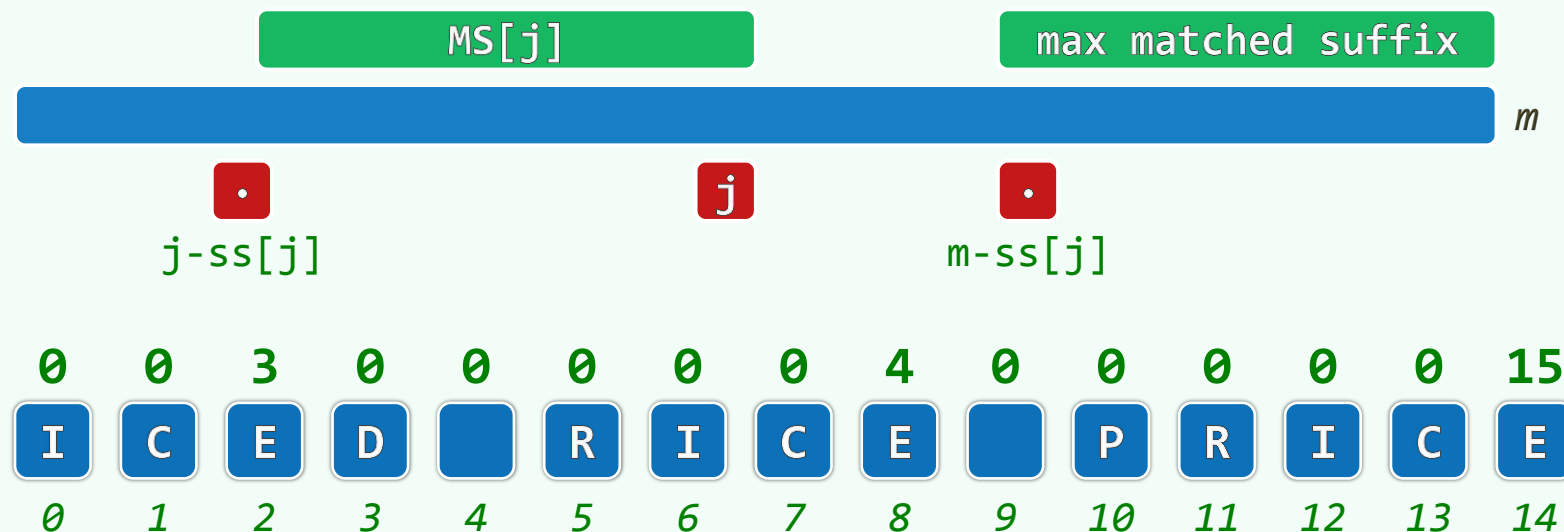 MS[j] max matched suffix
m
· j ·
j-ss[j] m-ss[j]
0 0 3 0 0 0 0 0 4 0 0 0 0 0 15
I C E D R I C E P R I C E
0 1 2 3 4 5 6 7 8 9 10 11 12 13 14